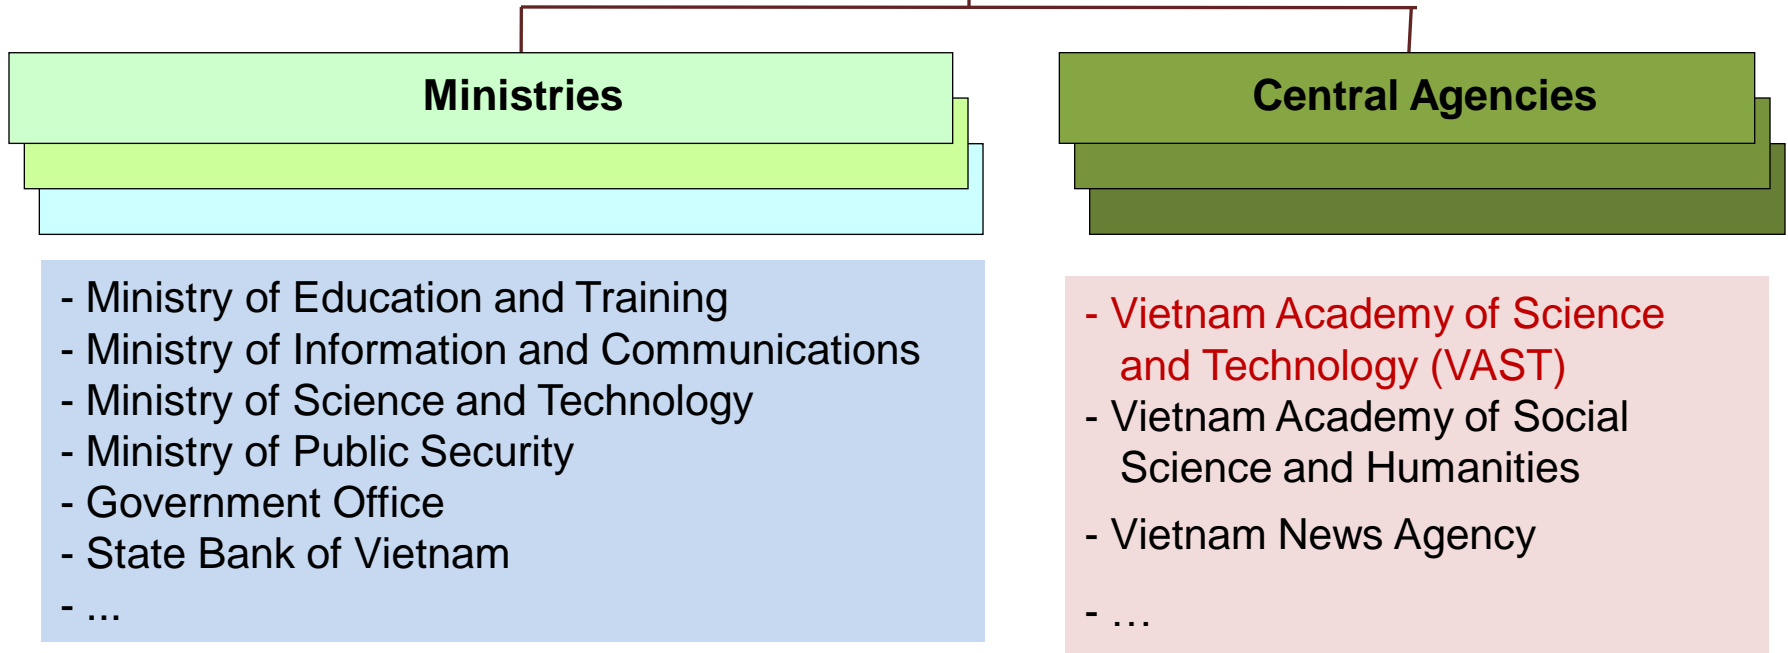 Ministries
Central Agencies
- Ministry of Education and Training
- Ministry of Information and Communications
- Ministry of Science and Technology
- Ministry of Public Security
- Government Office
- State Bank of Vietnam
- ...
- Vietnam Academy of Science
and Technology (VAST)
- Vietnam Academy of Social
Science and Humanities
- Vietnam News Agency
- …